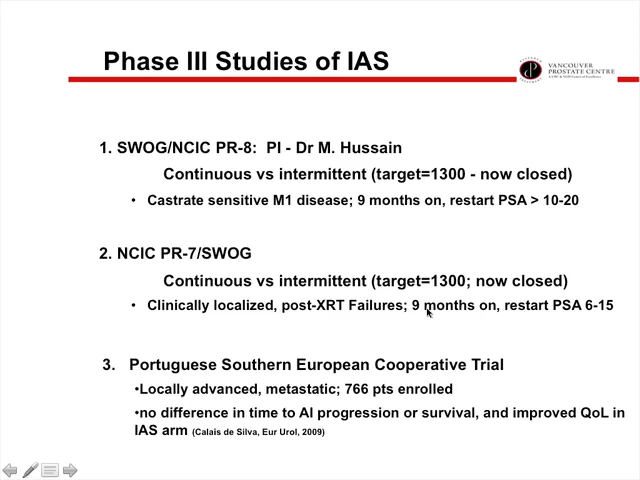 Phase III Studies of IAS
VANCOUVER
PROSTATE CENTRE
1. SWOG/NCIC PR-8:  PI - Dr M. Hussain
Continuous vs intermittent (target=1300 - now closed)
• Castrate sensitive M1 disease; 9 months on, restart PSA > 10-20
2. NCIC PR-7/SWOG
Continuous vs intermittent (target=1300; now closed)
• Clinically localized, post-XRT Failures; 9 months on, restart PSA 6-15
3. Portuguese Southern European Cooperative Trial
•Locally advanced, metastatic; 766 pts enrolled
•no difference in time to AI progression or survival, and improved QoL in
IAS arm (Calais de Silva, Eur Urol, 2009)